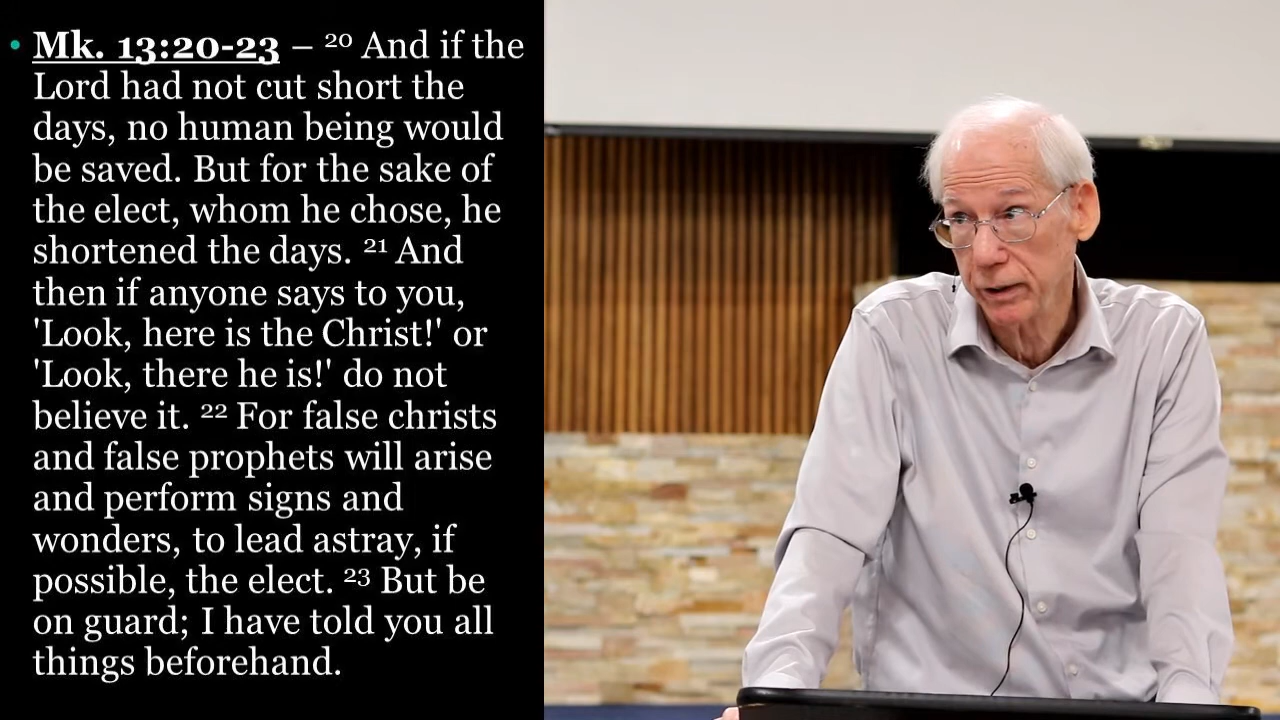 • Mk. 13:20-23 – 20 And if the
Lord had not cut short the
days, no human being would
be saved. But for the sake of
the elect, whom he chose, he
shortened the days. 21 And
then if anyone says to you,
'Look, here is the Christ!' or
'Look, there he is!' do not
believe it. 22 For false christs
and false prophets will arise
and perform signs and
wonders, to lead astray, if
possible, the elect. 23 But be
on guard; I have told you all
things beforehand.